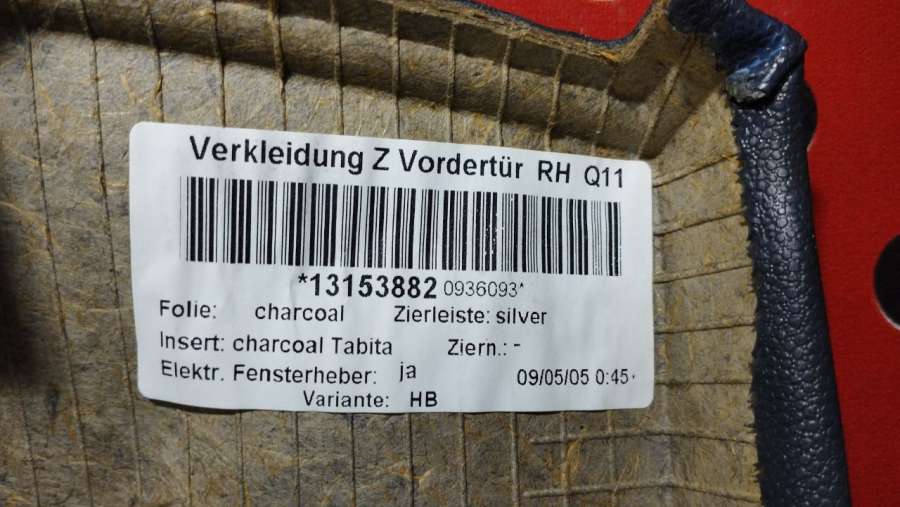 Verkleidung Z Vordertür RH Q11
*13153882 0936093*
Folie: charcoal Zierleiste: silver
Insert: charcoal Tabita Ziern.: -
Elektr. Fensterheber: ja 09/05/05 0:45
Variante: HB